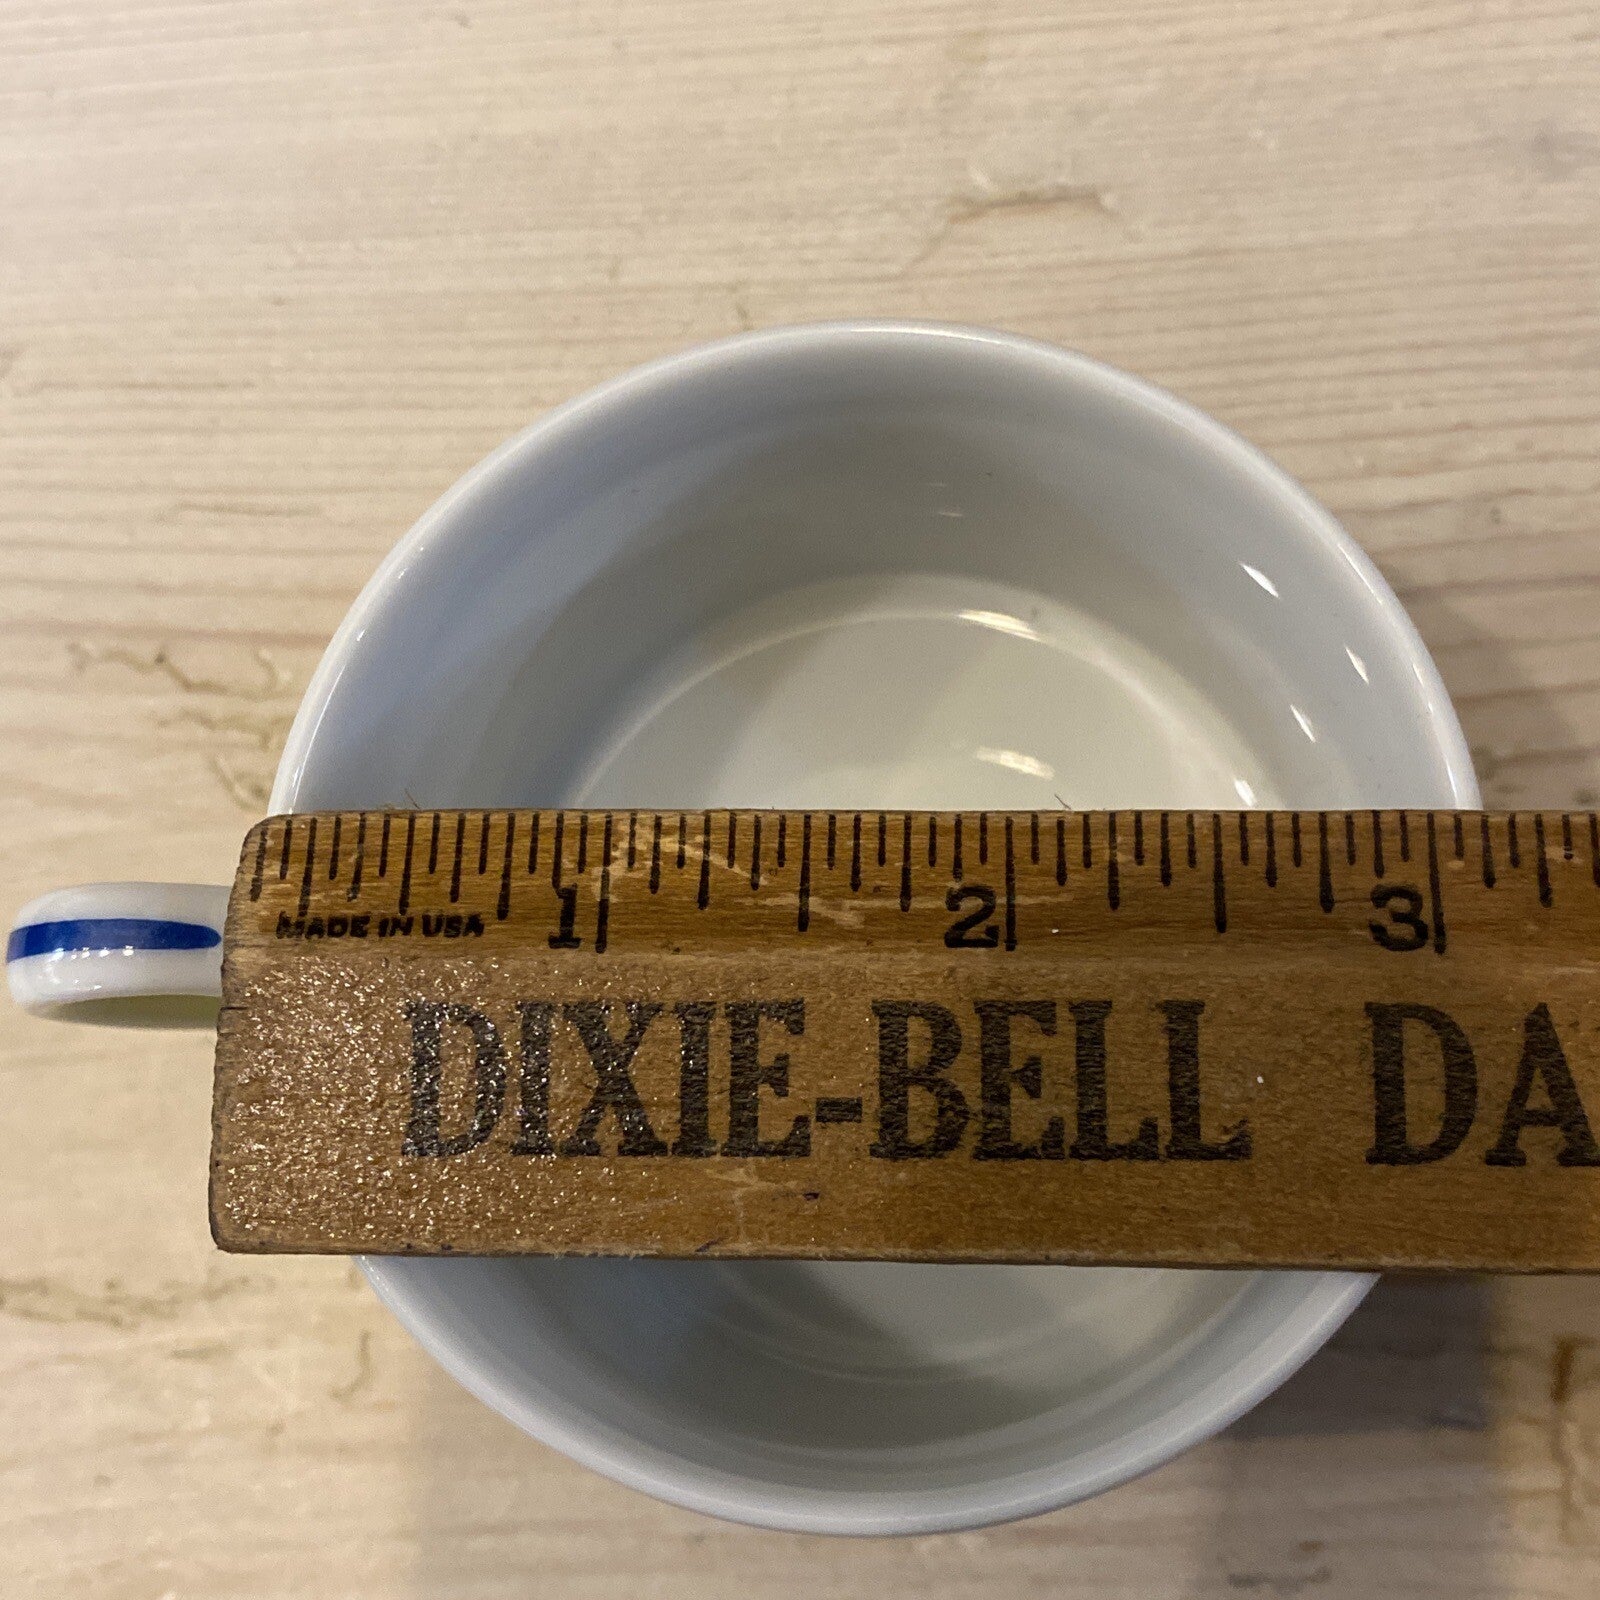 1 2 3
MADE IN USA
DIXIE-BELL DA